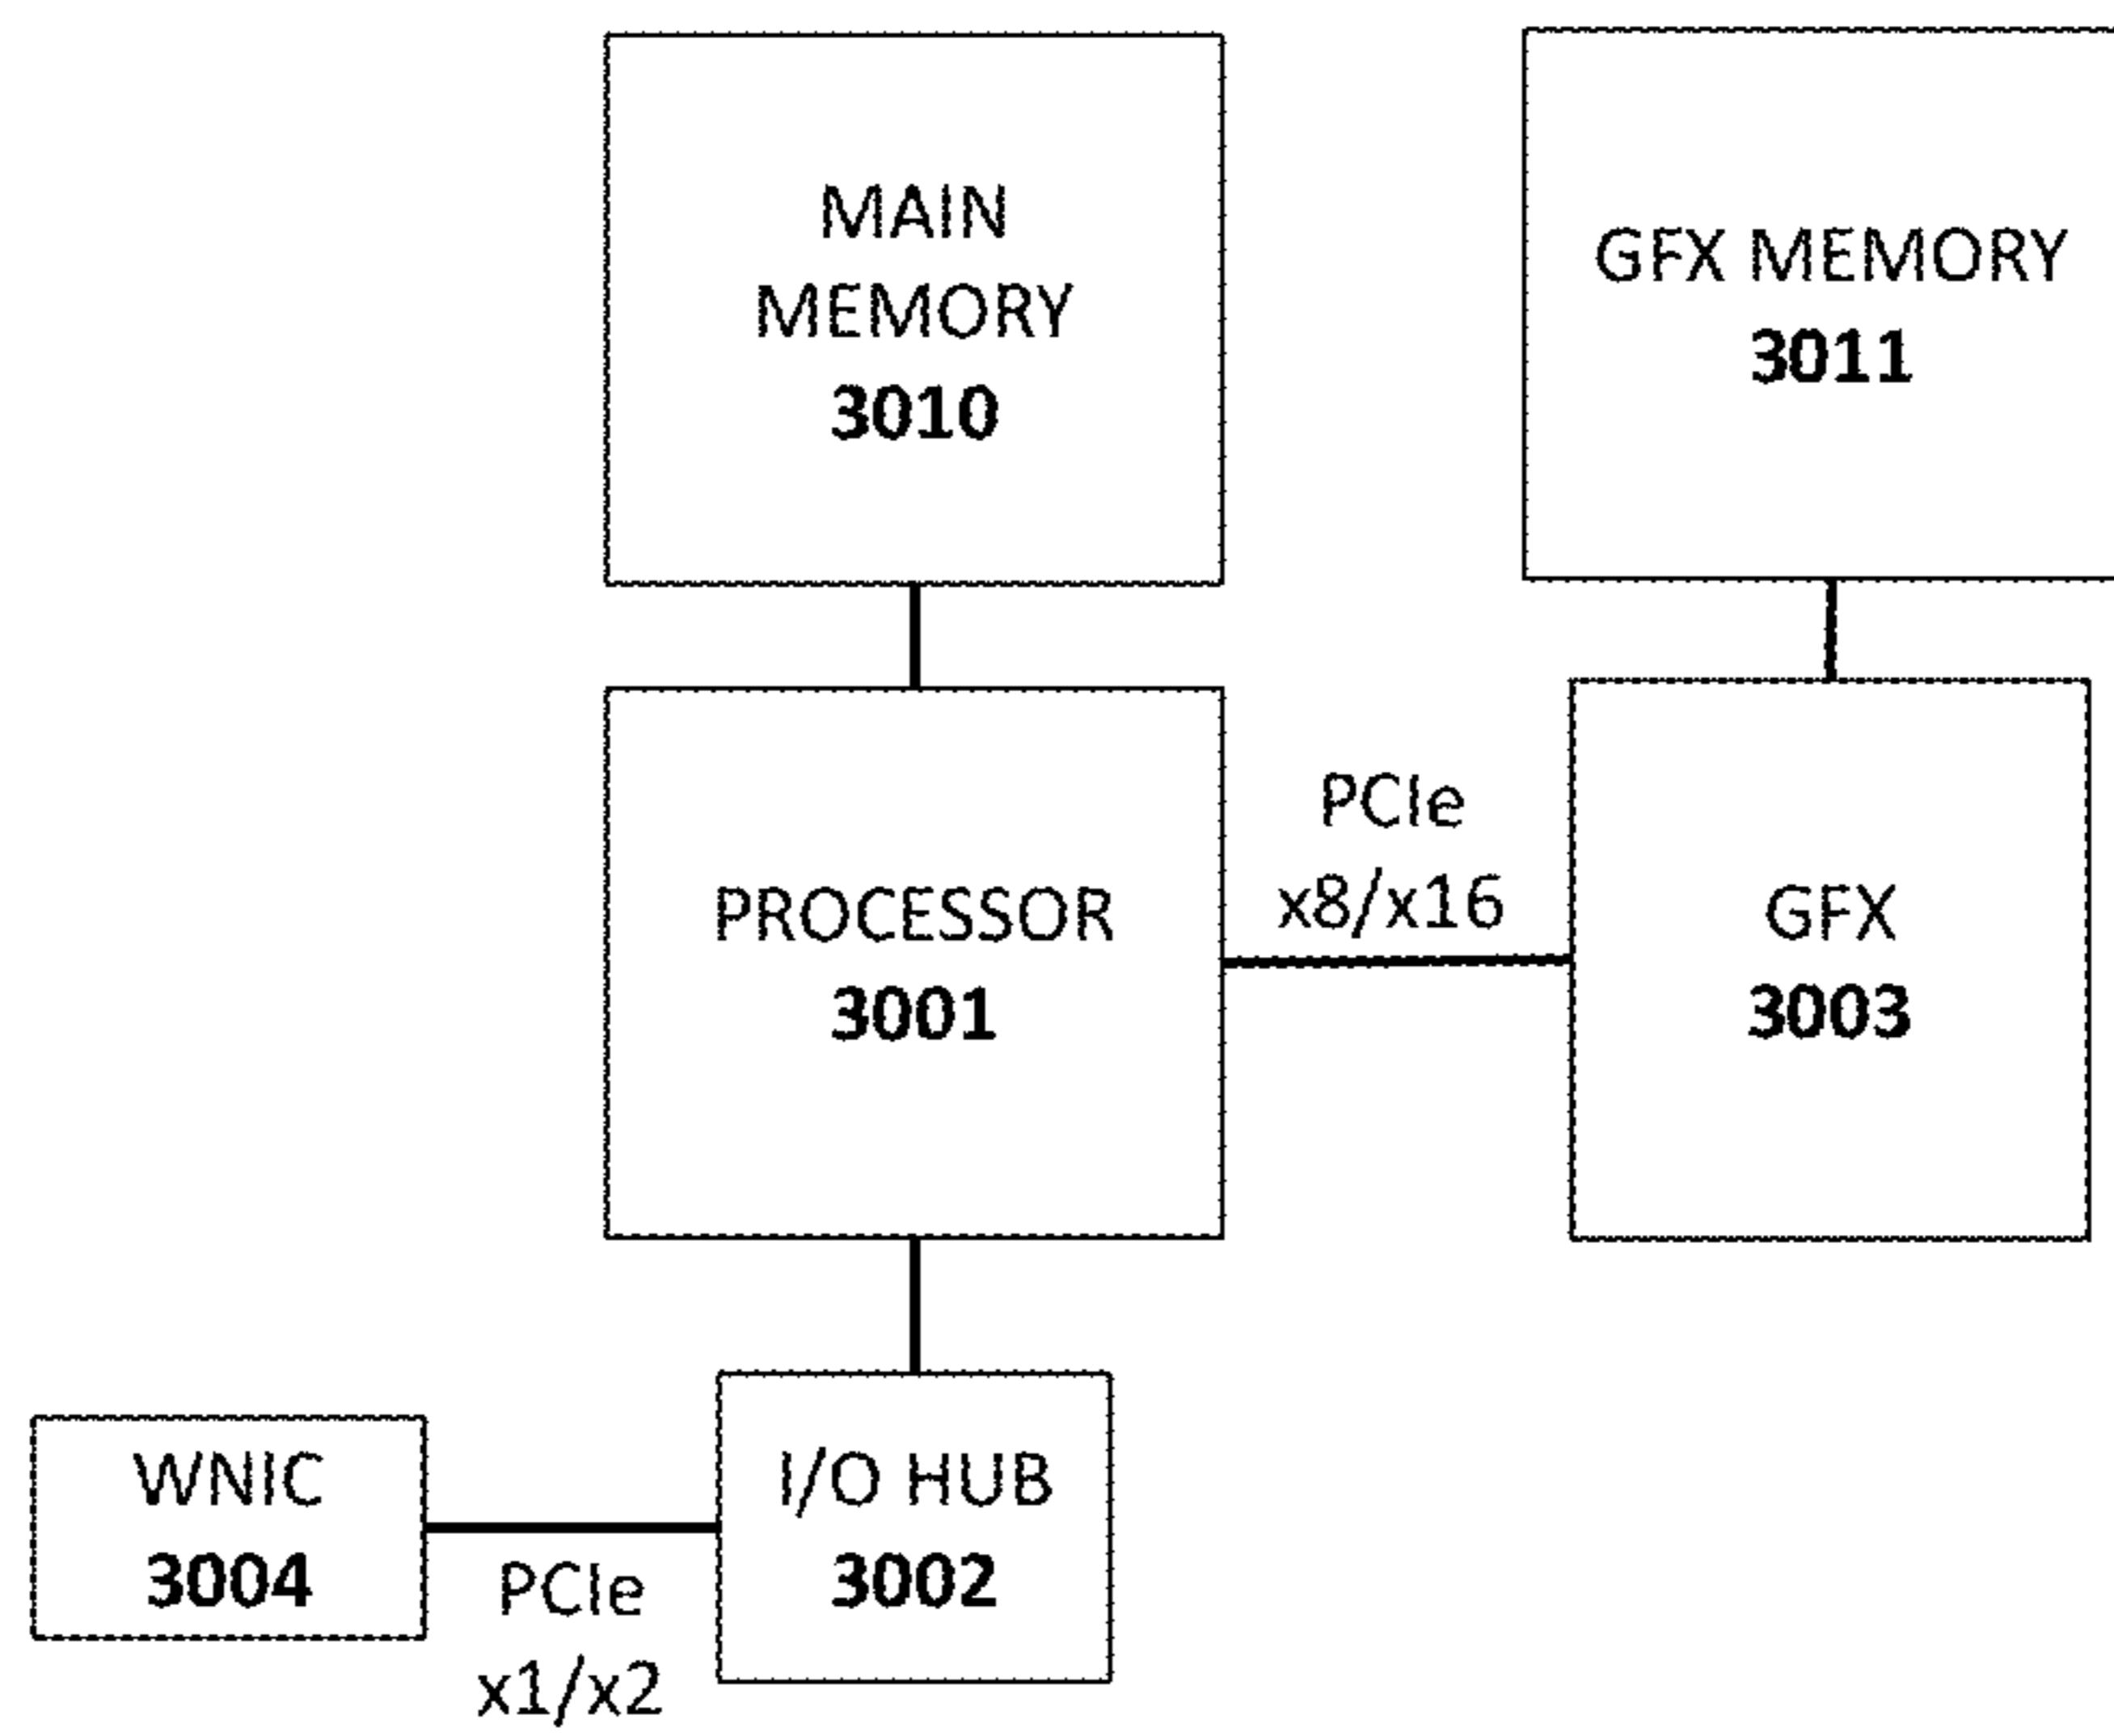 MAIN
MEMORY
3010
GFX MEMORY
3011
PROCESSOR
3001
PCIe
x8/x16
GFX
3003
WNIC
3004
PCIe
x1/x2
I/O HUB
3002